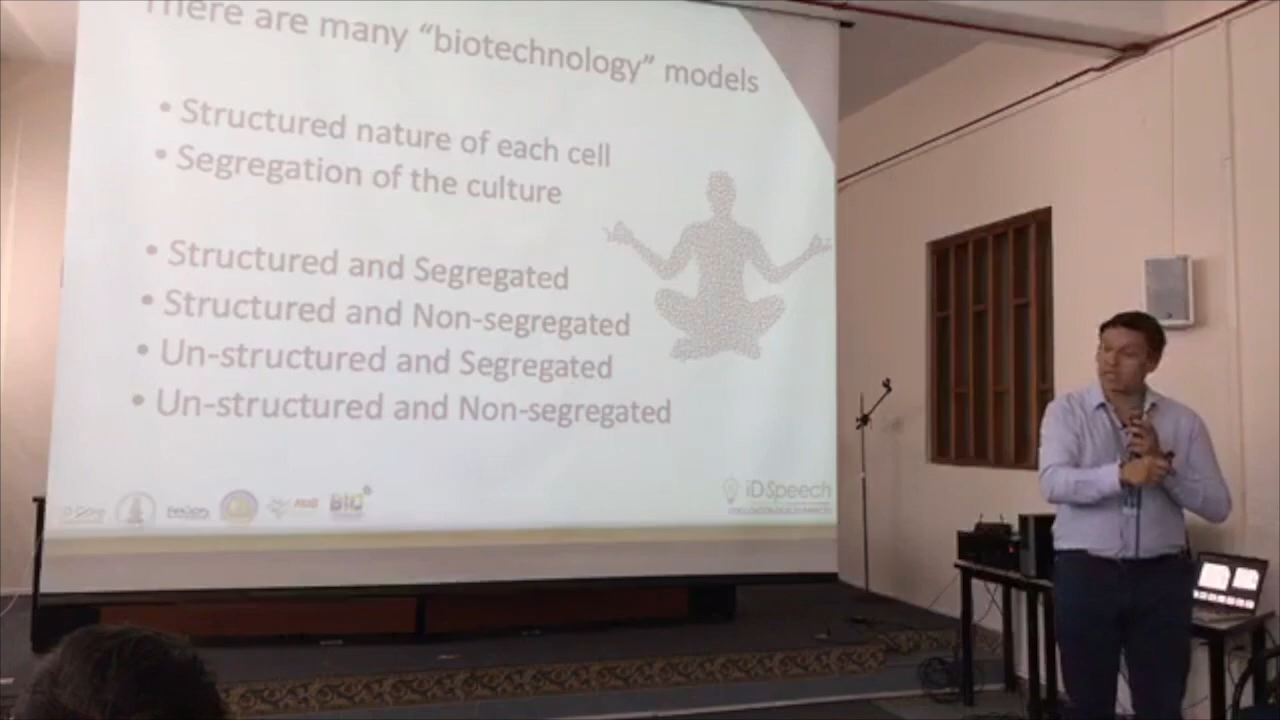 There are many “biotechnology” models
• Structured nature of each cell
• Segregation of the culture
• Structured and Segregated
• Structured and Non-segregated
• Un-structured and Segregated
• Un-structured and Non-segregated
iDSpeech